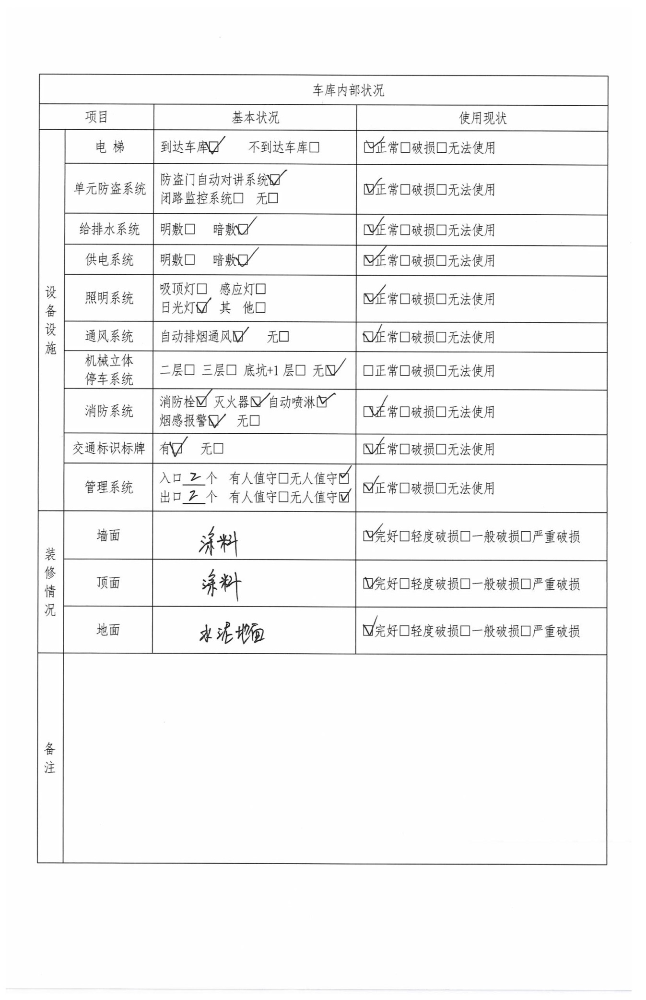 车库内部状况
项目 基本状况 使用现状
设备设施
电 梯 到达车库☑ 不到达车库□ ☑正常□破损□无法使用
单元防盗系统 防盗门自动对讲系统☑
闭路监控系统□ 无□ ☑正常□破损□无法使用
给排水系统 明敷□ 暗敷☑ ☑正常□破损□无法使用
供电系统 明敷□ 暗敷☑ ☑正常□破损□无法使用
照明系统 吸顶灯□ 感应灯□
日光灯☑ 其 他□ ☑正常□破损□无法使用
通风系统 自动排烟通风☑ 无□ ☑正常□破损□无法使用
机械立体
停车系统 二层□ 三层□ 底坑+1 层□ 无☑ □正常□破损□无法使用
消防系统 消防栓☑ 灭火器☑ 自动喷淋☑
烟感报警☑ 无□ ☑正常□破损□无法使用
交通标识标牌 有☑ 无□ ☑正常□破损□无法使用
管理系统 入口 2 个 有人值守□无人值守☑
出口 2 个 有人值守□无人值守☑ ☑正常□破损□无法使用
装修情况
墙面 涂料 ☑完好□轻度破损□一般破损□严重破损
顶面 涂料 ☑完好□轻度破损□一般破损□严重破损
地面 水泥地面 ☑完好□轻度破损□一般破损□严重破损
备注